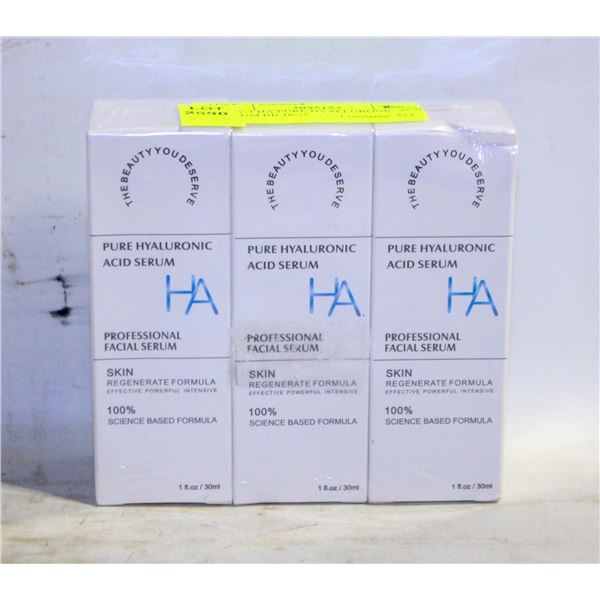 LOT
2590
THE BEAUTY YOU DESERVE
PURE HYALURONIC
ACID SERUM
HA
PROFESSIONAL
FACIAL SERUM
SKIN
REGENERATE FORMULA
EFFECTIVE POWERFUL INTENSIVE
100%
SCIENCE BASED FORMULA
1 fl.oz / 30ml
THE BEAUTY YOU DESERVE
PURE HYALURONIC
ACID SERUM
HA
PROFESSIONAL
FACIAL SERUM
SKIN
REGENERATE FORMULA
EFFECTIVE POWERFUL INTENSIVE
100%
SCIENCE BASED FORMULA
1 fl.oz / 30ml
THE BEAUTY YOU DESERVE
PURE HYALURONIC
ACID SERUM
HA
PROFESSIONAL
FACIAL SERUM
SKIN
REGENERATE FORMULA
EFFECTIVE POWERFUL INTENSIVE
100%
SCIENCE BASED FORMULA
1 fl.oz / 30ml